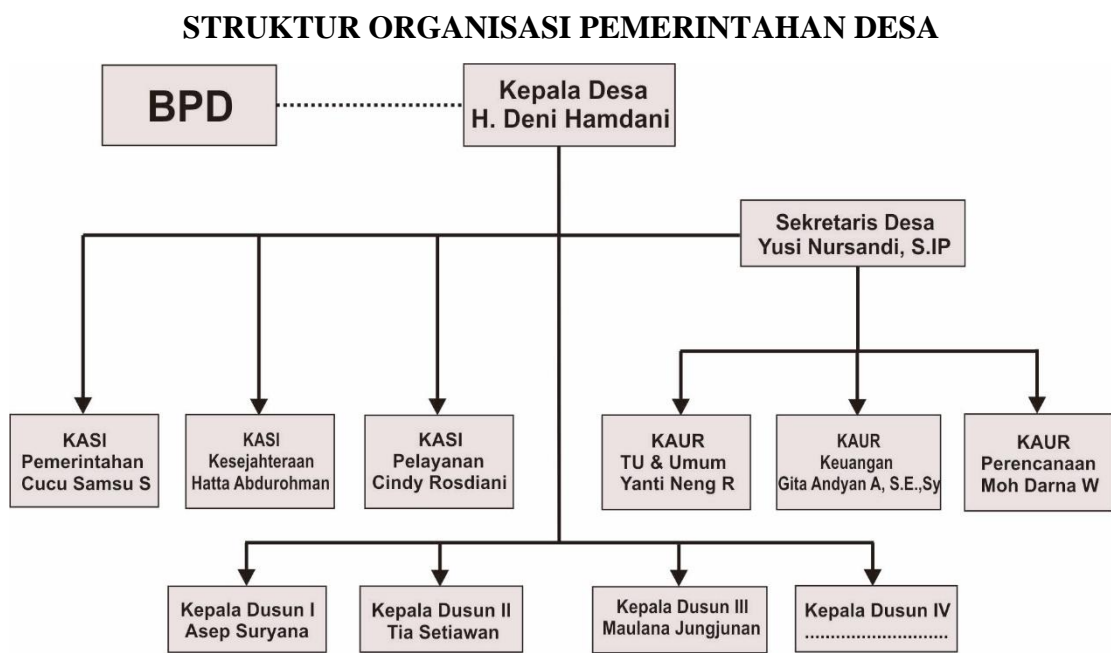 STRUKTUR ORGANISASI PEMERINTAHAN DESA
BPD
Kepala Desa
H. Deni Hamdani
Sekretaris Desa
Yusi Nursandi, S.IP
KASI
Pemerintahan
Cucu Samsu S
KASI
Kesejahteraan
Hatta Abdurohman
KASI
Pelayanan
Cindy Rosdiani
KAUR
TU & Umum
Yanti Neng R
KAUR
Keuangan
Gita Andyan A, S.E.,Sy
KAUR
Perencanaan
Moh Darna W
Kepala Dusun I
Asep Suryana
Kepala Dusun II
Tia Setiawan
Kepala Dusun III
Maulana Jungjunan
Kepala Dusun IV
.............................